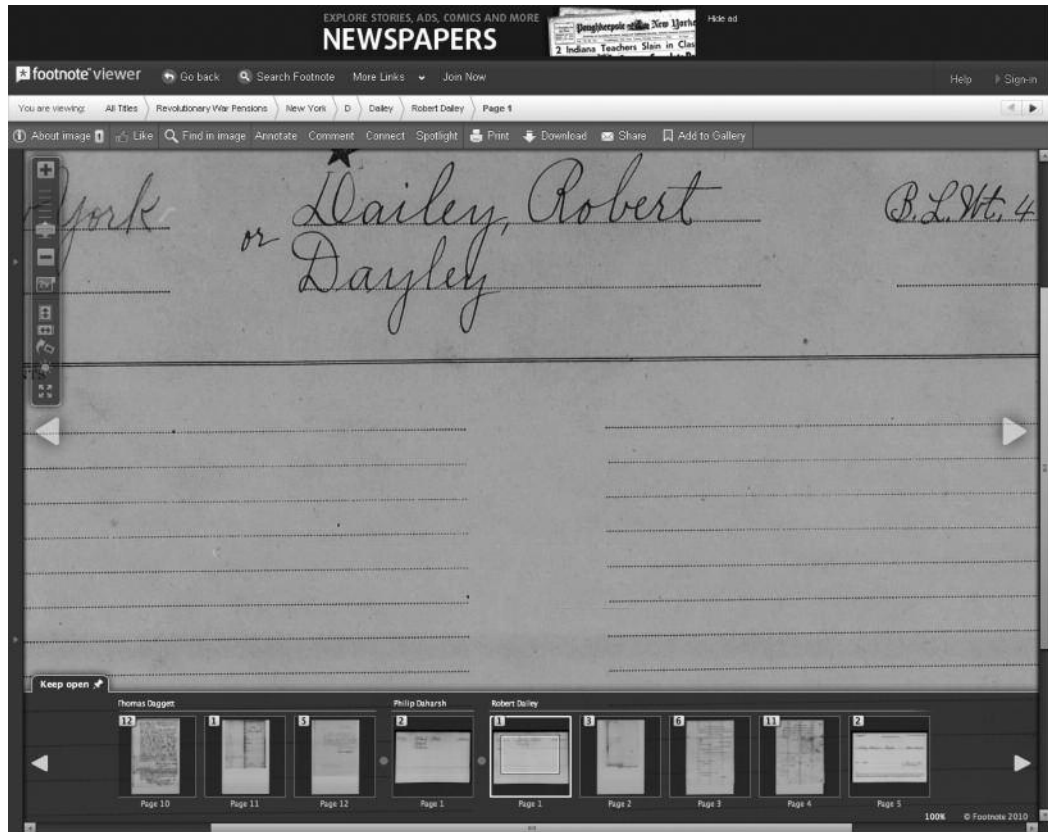 EXPLORE STORIES, ADS, COMICS AND MORE
NEWSPAPERS
Poughkeepsie New Yorke
2 Indiana Teachers Slain in Clas
Hide ad
footnote viewer Go back Search Footnote More Links Join Now Help Sign-in
You are viewing: All Titles Revolutionary War Pensions New York D Dailey Robert Dailey Page 1
About image Like Find in image Annotate Comment Connect Spotlight Print Download Share Add to Gallery
York Dailey, Robert B. L. Wt. 4
or
Dayley
Keep open
Thomas Daggett Philip Daharsh Robert Dailey
12 1 5 2 1 3 6 11 2
Page 10 Page 11 Page 12 Page 1 Page 1 Page 2 Page 3 Page 4 Page 5
100% © Footnote 2010